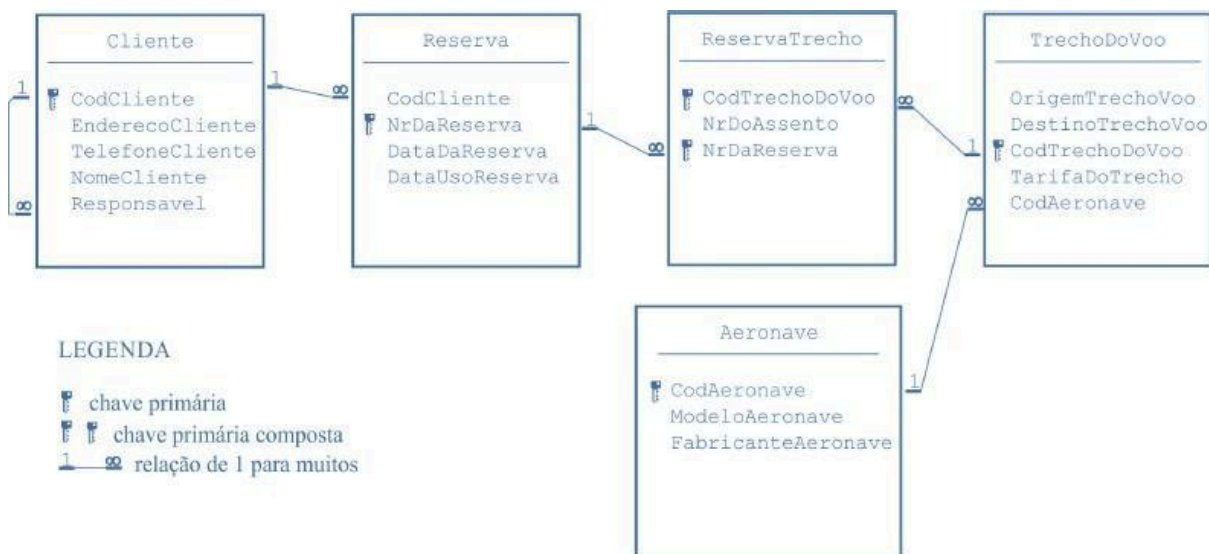 Cliente
CodCliente
EnderecoCliente
TelefoneCliente
NomeCliente
Responsavel
1
∞
1
∞
Reserva
CodCliente
NrDaReserva
DataDaReserva
DataUsoReserva
1
∞
ReservaTrecho
CodTrechoDoVoo
NrDoAssento
NrDaReserva
∞
1
TrechoDoVoo
OrigemTrechoVoo
DestinoTrechoVoo
CodTrechoDoVoo
TarifaDoTrecho
CodAeronave
∞
1
Aeronave
CodAeronave
ModeloAeronave
FabricanteAeronave
LEGENDA
chave primária
chave primária composta
1 ∞ relação de 1 para muitos